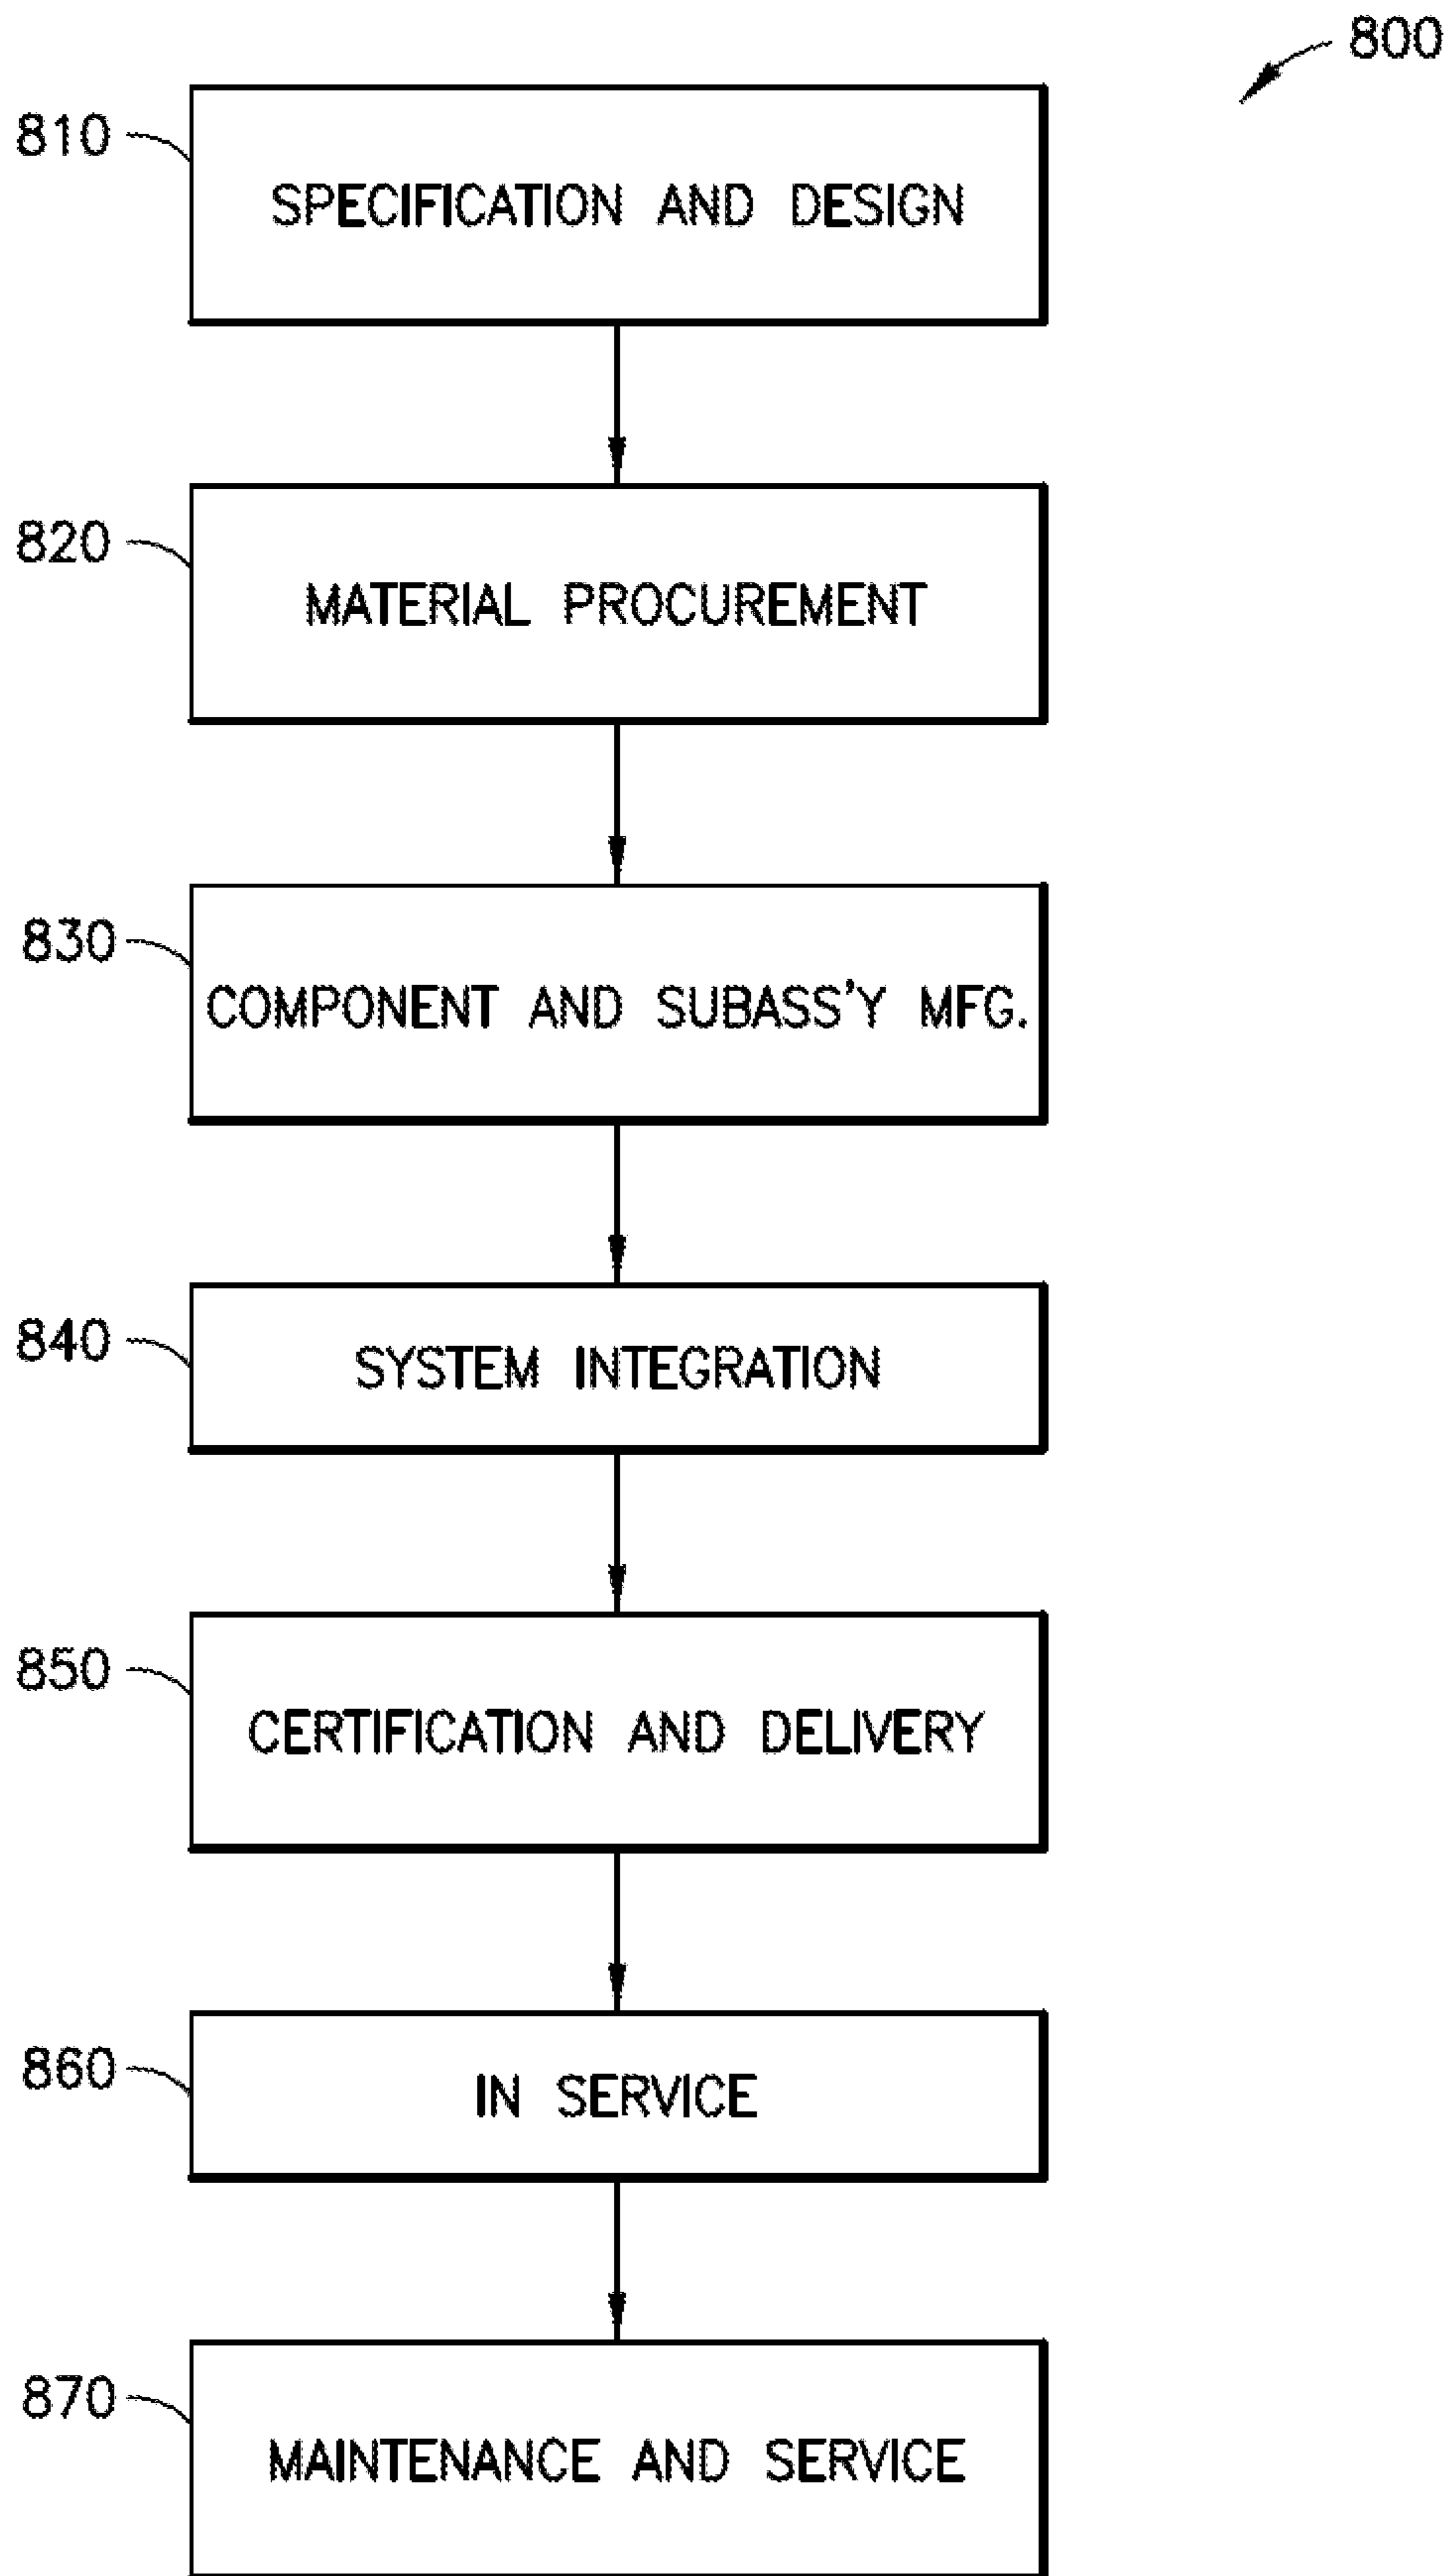 800
810
SPECIFICATION AND DESIGN
820
MATERIAL PROCUREMENT
830
COMPONENT AND SUBASS'Y MFG.
840
SYSTEM INTEGRATION
850
CERTIFICATION AND DELIVERY
860
IN SERVICE
870
MAINTENANCE AND SERVICE